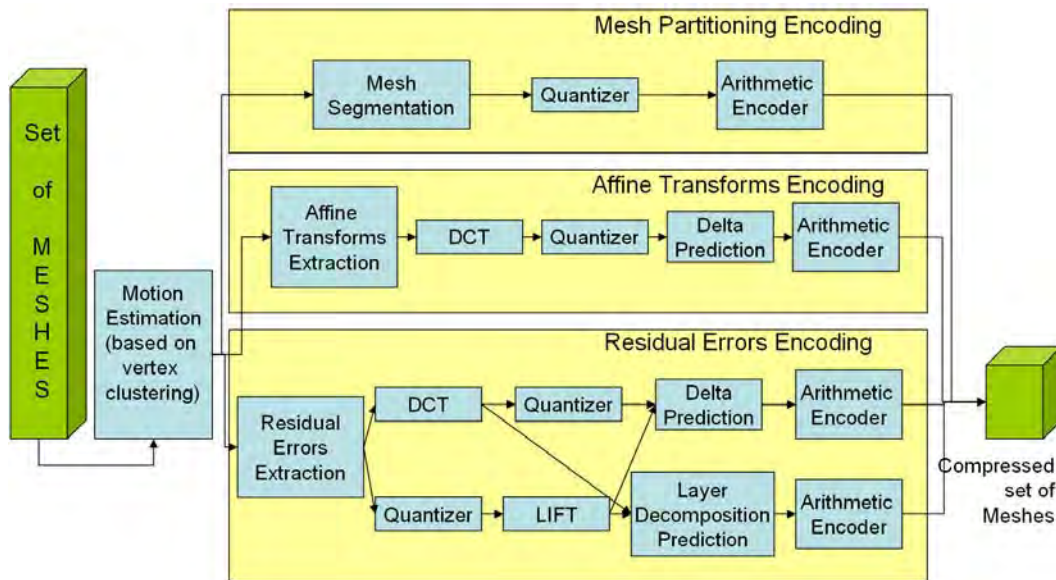 Set
of
M
E
S
H
E
S
Motion
Estimation
(based on
vertex
clustering)
Mesh Partitioning Encoding
Mesh
Segmentation
Quantizer
Arithmetic
Encoder
Affine Transforms Encoding
Affine
Transforms
Extraction
DCT
Quantizer
Delta
Prediction
Arithmetic
Encoder
Residual Errors Encoding
Residual
Errors
Extraction
DCT
Quantizer
Delta
Prediction
Arithmetic
Encoder
Quantizer
LIFT
Layer
Decomposition
Prediction
Arithmetic
Encoder
Compressed
set of
Meshes